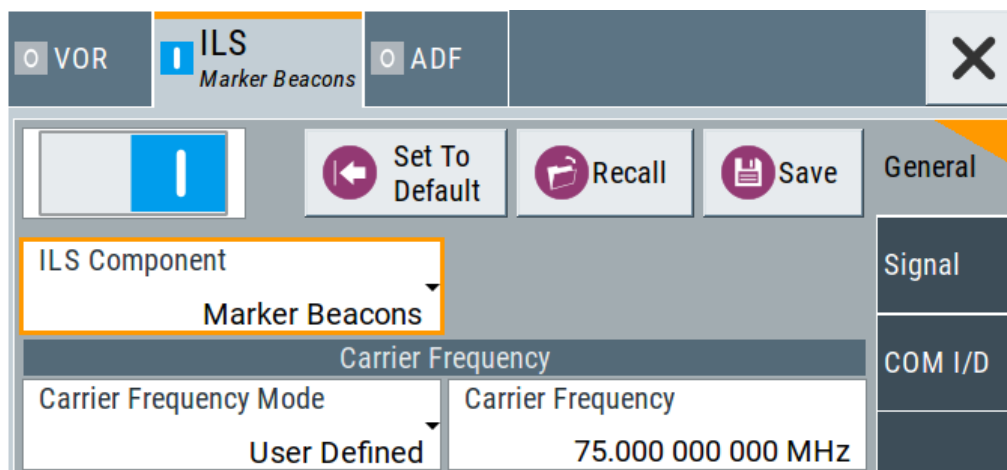 VOR
ILS
Marker Beacons
ADF
Set To
Default
Recall
Save
General
ILS Component
Marker Beacons
Signal
Carrier Frequency
COM I/D
Carrier Frequency Mode
User Defined
Carrier Frequency
75.000 000 000 MHz